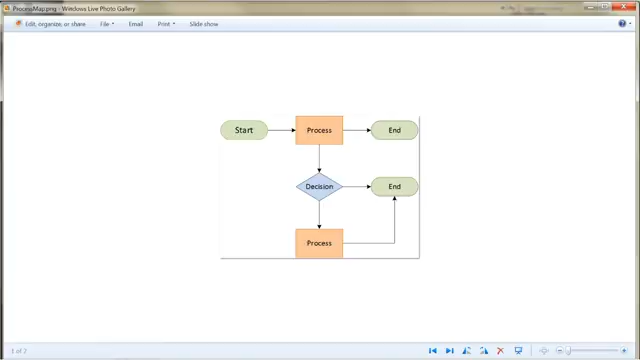 ProcessMap.png - Windows Live Photo Gallery
Edit, organize, or share File Email Print Slide show
Start Process End
Decision End
Process
1 of 2